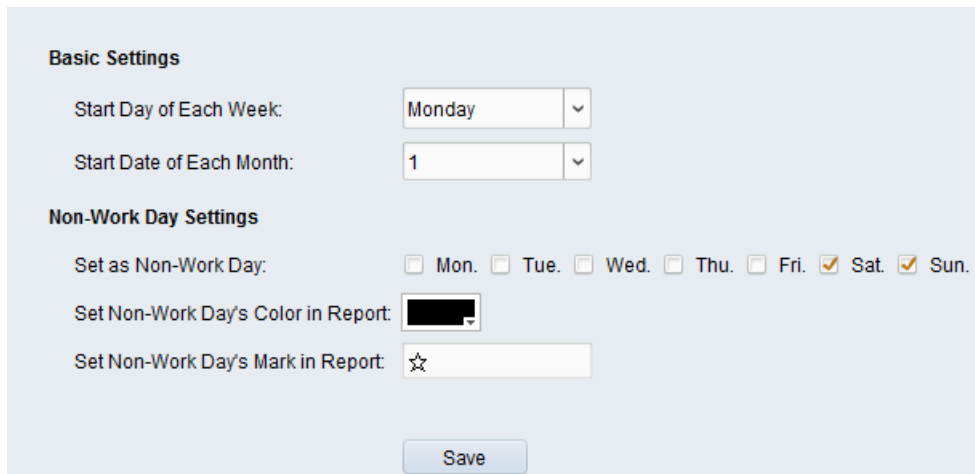 Basic Settings
Start Day of Each Week: Monday
Start Date of Each Month: 1
Non-Work Day Settings
Set as Non-Work Day: Mon. Tue. Wed. Thu. Fri. Sat. Sun.
Set Non-Work Day's Color in Report:
Set Non-Work Day's Mark in Report: ☆
Save